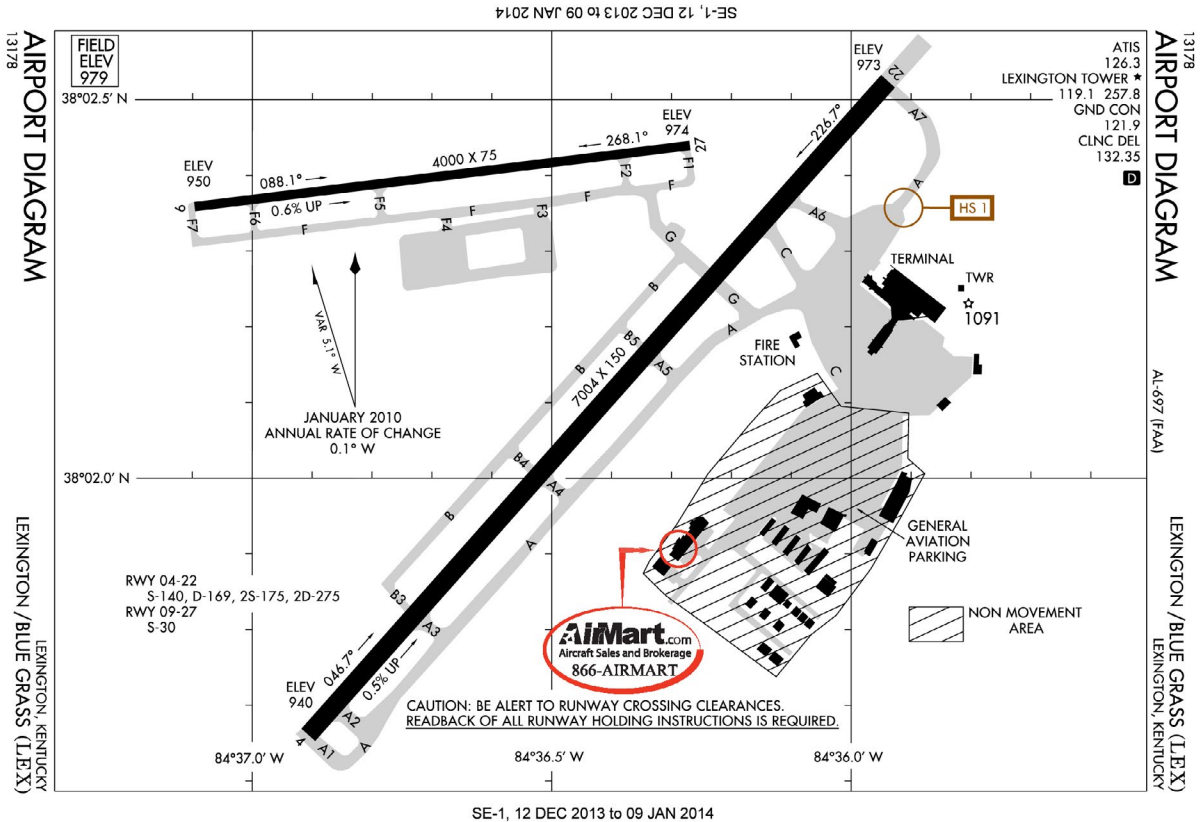 SE-1, 12 DEC 2013 to 09 JAN 2014
13178
AIRPORT DIAGRAM
AL-697 (FAA)
LEXINGTON / BLUE GRASS (LEX)
LEXINGTON, KENTUCKY
ATIS
126.3
LEXINGTON TOWER ★
119.1 257.8
GND CON
121.9
CLNC DEL
132.35
D
FIELD
ELEV
979
38°02.5' N
ELEV
973
22
226.7°
A7
A
HS 1
ELEV
974
27
268.1°
4000 X 75
088.1°
0.6% UP
ELEV
950
9
F7
F6
F
F5
F
F4
F3
F
F2
F
F1
G
A6
C
TERMINAL
TWR
1091
G
A
B
FIRE
STATION
C
B5
A5
B
7004 X 150
VAR 5.1° W
JANUARY 2010
ANNUAL RATE OF CHANGE
0.1° W
38°02.0' N
B4
A4
B
A
GENERAL
AVIATION
PARKING
RWY 04-22
S-140, D-169, 2S-175, 2D-275
RWY 09-27
S-30
B3
A3
NON MOVEMENT
AREA
AirMart.com
Aircraft Sales and Brokerage
866-AIRMART
046.7°
0.5% UP
ELEV
940
A2
4
A1
A
CAUTION: BE ALERT TO RUNWAY CROSSING CLEARANCES.
READBACK OF ALL RUNWAY HOLDING INSTRUCTIONS IS REQUIRED.
84°37.0' W
84°36.5' W
84°36.0' W
13178
AIRPORT DIAGRAM
LEXINGTON / BLUE GRASS (LEX)
LEXINGTON, KENTUCKY
SE-1, 12 DEC 2013 to 09 JAN 2014